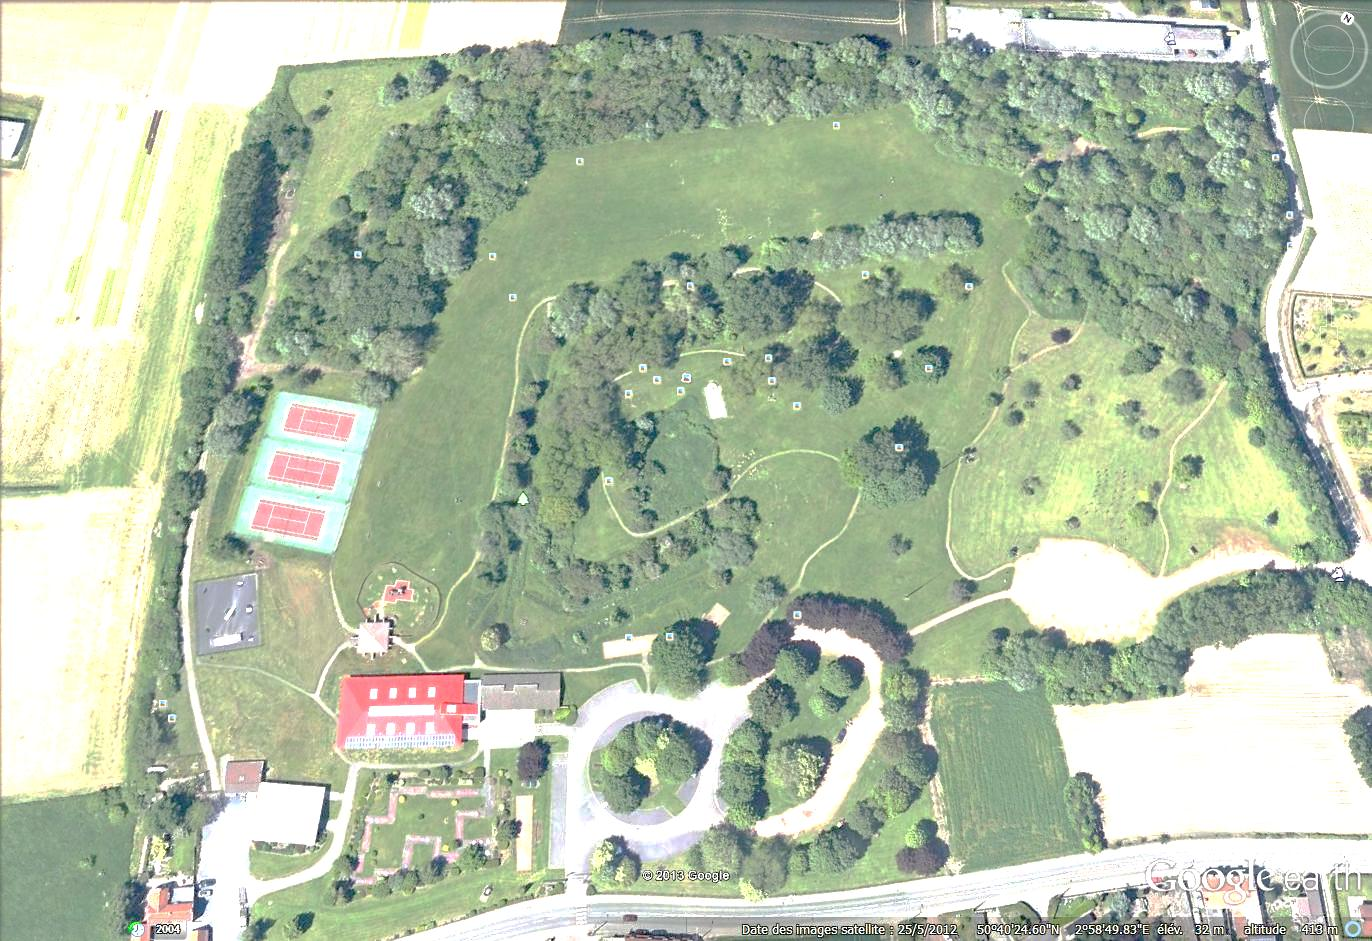 N
© 2013 Google
Google earth
2004
Date des images satellite : 25/5/2012 50°40'24.60"N 2°58'49.83"E élév. 32 m altitude 413 m